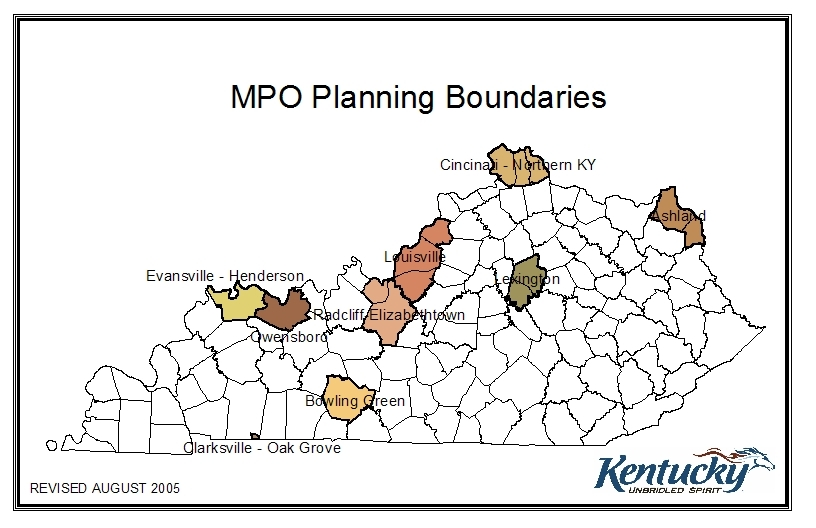 MPO Planning Boundaries
Cincinati - Northern KY
Ashland
Louisville
Evansville - Henderson
Lexington
Radcliff-Elizabethtown
Owensboro
Bowling Green
Clarksville - Oak Grove
Kentucky
UNBRIDLED SPIRIT
REVISED AUGUST 2005